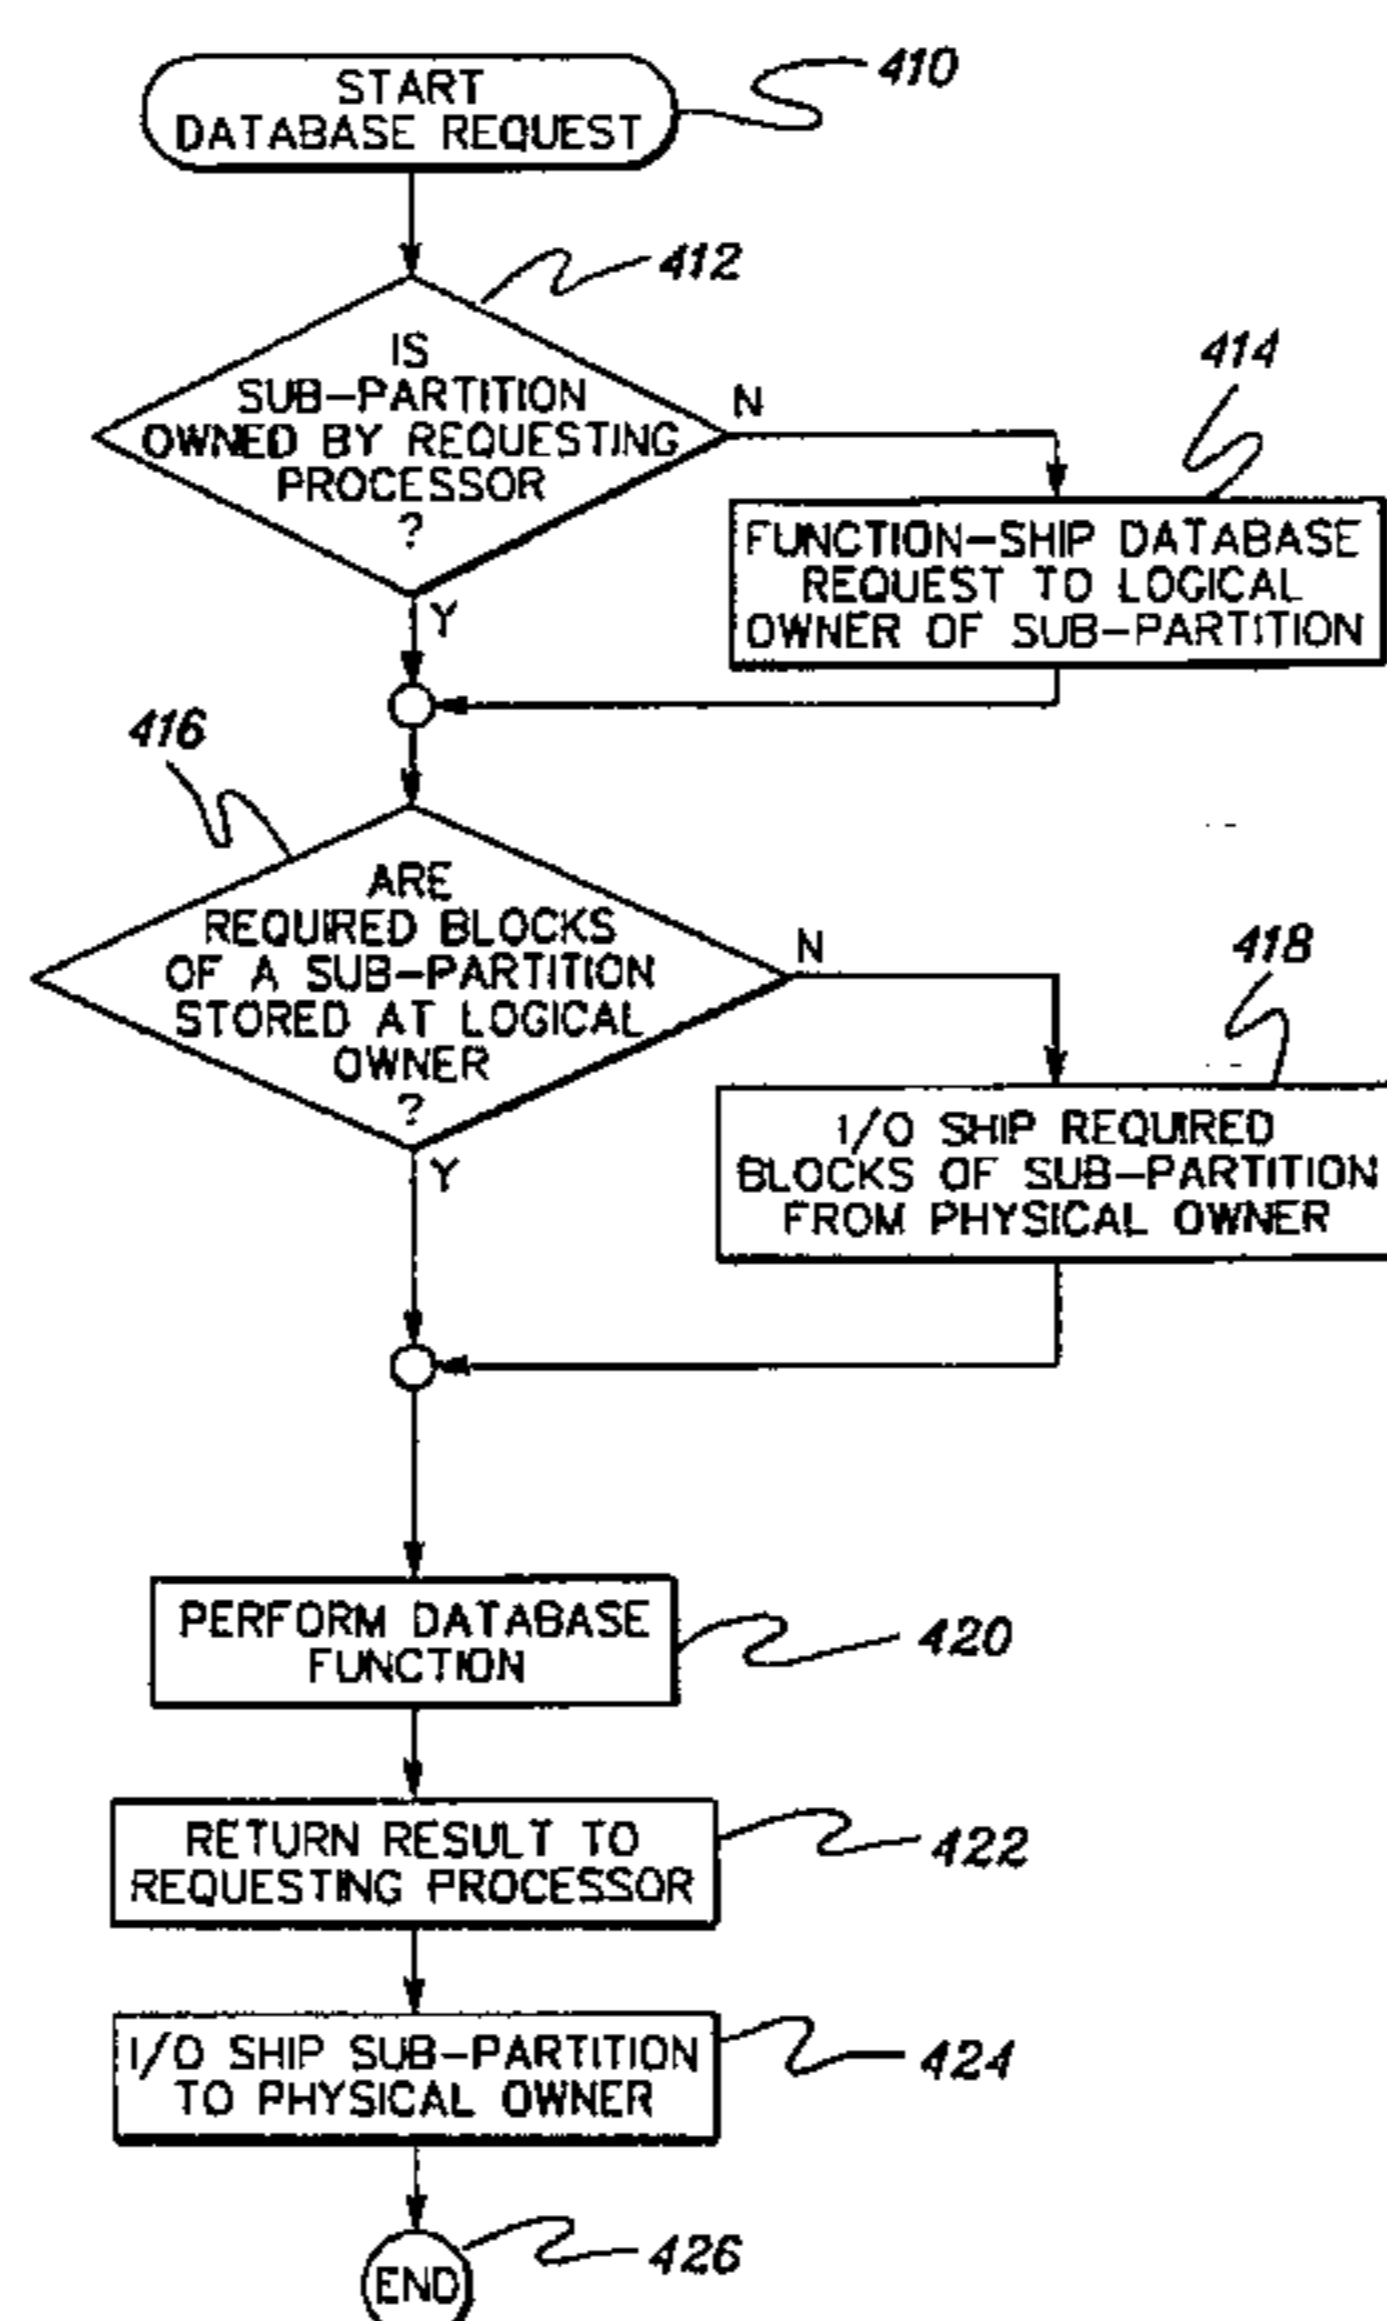 START
DATABASE REQUEST
410
412
IS
SUB-PARTITION
OWNED BY REQUESTING
PROCESSOR
?
N
Y
414
FUNCTION-SHIP DATABASE
REQUEST TO LOGICAL
OWNER OF SUB-PARTITION
416
ARE
REQUIRED BLOCKS
OF A SUB-PARTITION
STORED AT LOGICAL
OWNER
?
N
Y
418
I/O SHIP REQUIRED
BLOCKS OF SUB-PARTITION
FROM PHYSICAL OWNER
PERFORM DATABASE
FUNCTION
420
RETURN RESULT TO
REQUESTING PROCESSOR
422
I/O SHIP SUB-PARTITION
TO PHYSICAL OWNER
424
END
426